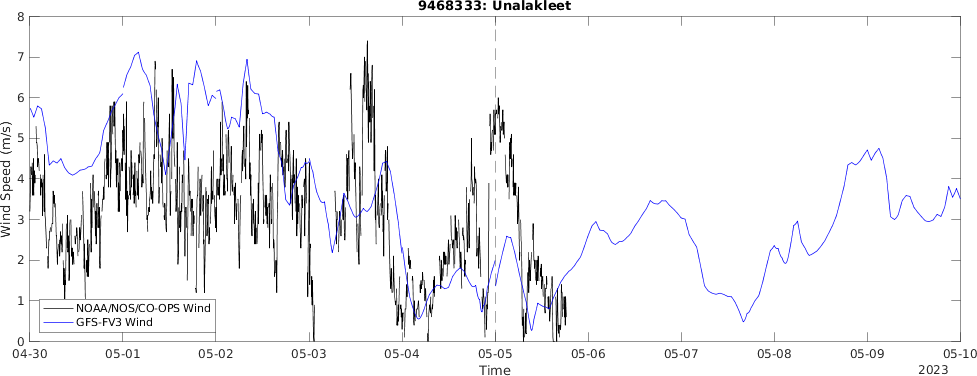 9468333: Unalakleet
8
7
6
5
4
3
2
1
0
Wind Speed (m/s)
NOAA/NOS/CO-OPS Wind
GFS-FV3 Wind
04-30 05-01 05-02 05-03 05-04 05-05 05-06 05-07 05-08 05-09 05-10
Time
2023